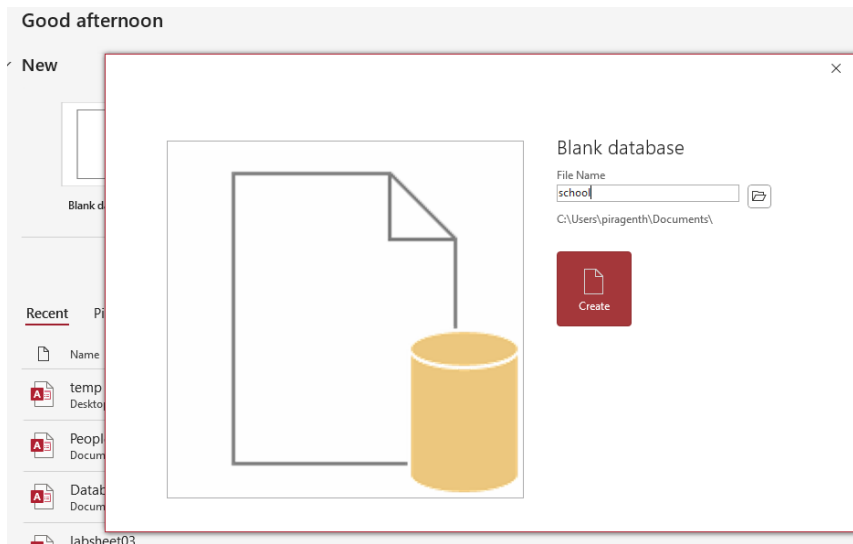 Good afternoon
New
Blank d
Blank database
File Name
school
C:\Users\piragenth\Documents\
Create
Recent Pi
Name
temp
Deskto
Peopl
Docum
Datab
Docum
labsheet03